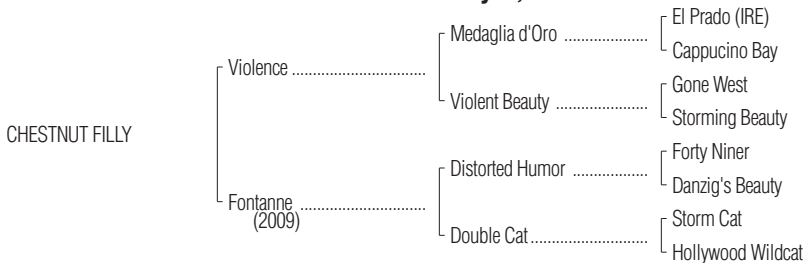 El Prado (IRE)
Medaglia d'Oro ....................
Cappucino Bay
Violence ................................
Gone West
Violent Beauty ......................
Storming Beauty
CHESTNUT FILLY
Forty Niner
Distorted Humor ..................
Danzig's Beauty
Fontanne ..............................
(2009)
Storm Cat
Double Cat............................
Hollywood Wildcat